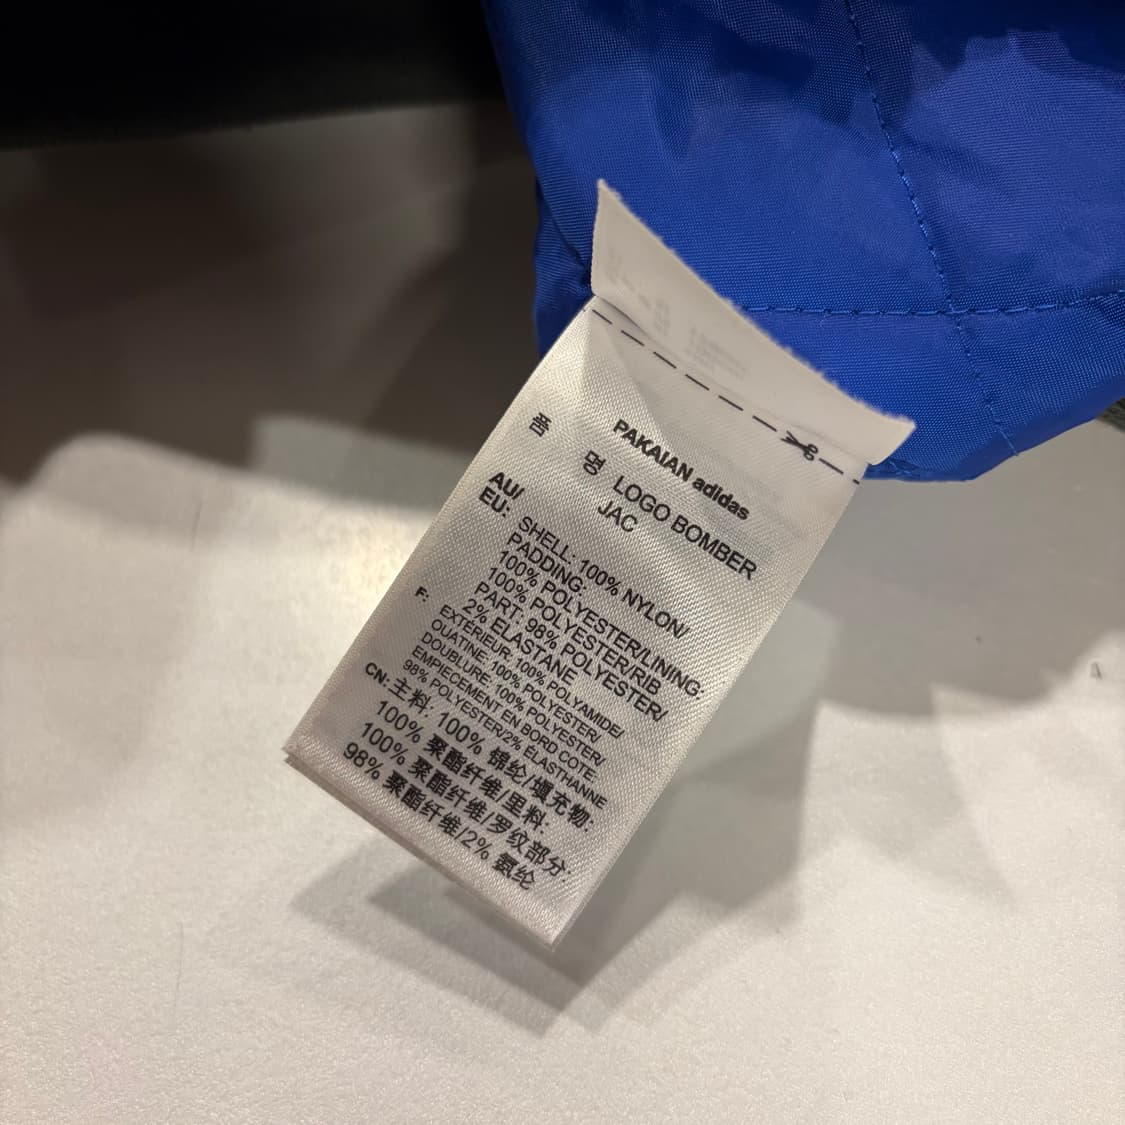 PAKAIAN adidas
품 명 LOGO BOMBER
JAC
AU/
EU: SHELL: 100% NYLON/
PADDING:
100% POLYESTER/LINING:
100% POLYESTER/RIB
PART: 98% POLYESTER/
2% ELASTANE
F: EXTÉRIEUR: 100% POLYAMIDE/
OUATINE: 100% POLYESTER/
DOUBLURE: 100% POLYESTER/
EMPIECEMENT EN BORD COTE:
98% POLYESTER/2% ÉLASTHANNE
CN: 主料: 100% 锦纶/填充物:
100% 聚酯纤维/里料:
100% 聚酯纤维/罗纹部分:
98% 聚酯纤维/2% 氨纶